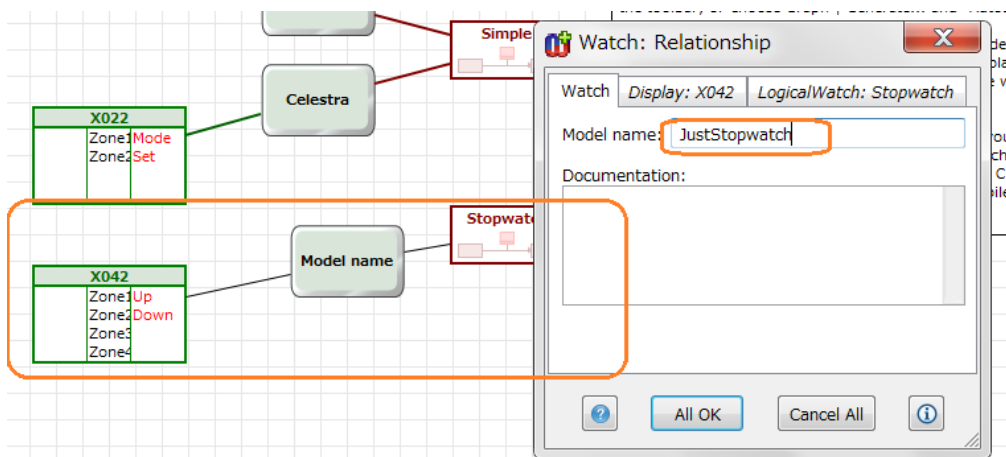 Simple
Celestra
X022
Zone1 Mode
Zone2 Set
Stopwat
Model name
X042
Zone1 Up
Zone2 Down
Zone3
Zone4
Watch: Relationship
X
Watch
Display: X042
LogicalWatch: Stopwatch
Model name: JustStopwatch
Documentation:
?
All OK
Cancel All
i